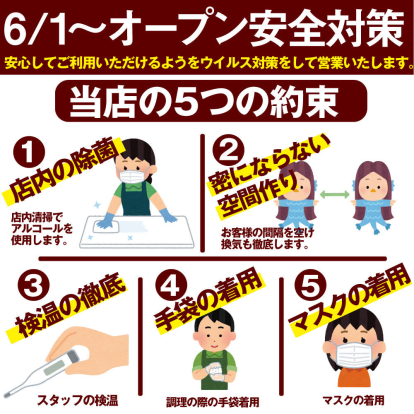 6/1～オープン安全対策
安心してご利用いただけるようをウイルス対策をして営業いたします。
当店の5つの約束
1
店内の除菌
店内清掃で
アルコールを
使用します。
2
密にならない
空間作り
お客様の間隔を空け
換気も徹底します。
3
検温の徹底
スタッフの検温
4
手袋の着用
調理の際の手袋着用
5
マスクの着用
マスクの着用